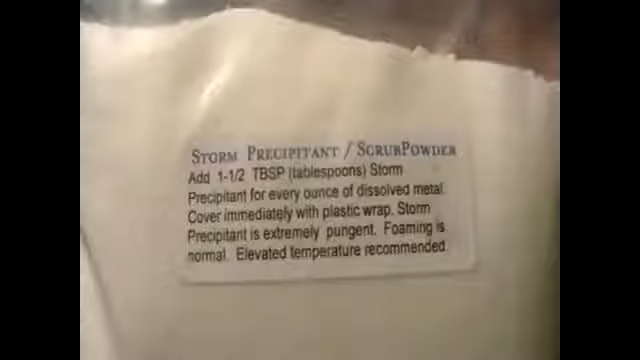 STORM PRECIPITANT / SCRUBPOWDER
Add 1-1/2 TBSP (tablespoons) Storm
Precipitant for every ounce of dissolved metal.
Cover immediately with plastic wrap. Storm
Precipitant is extremely pungent. Foaming is
normal. Elevated temperature recommended.